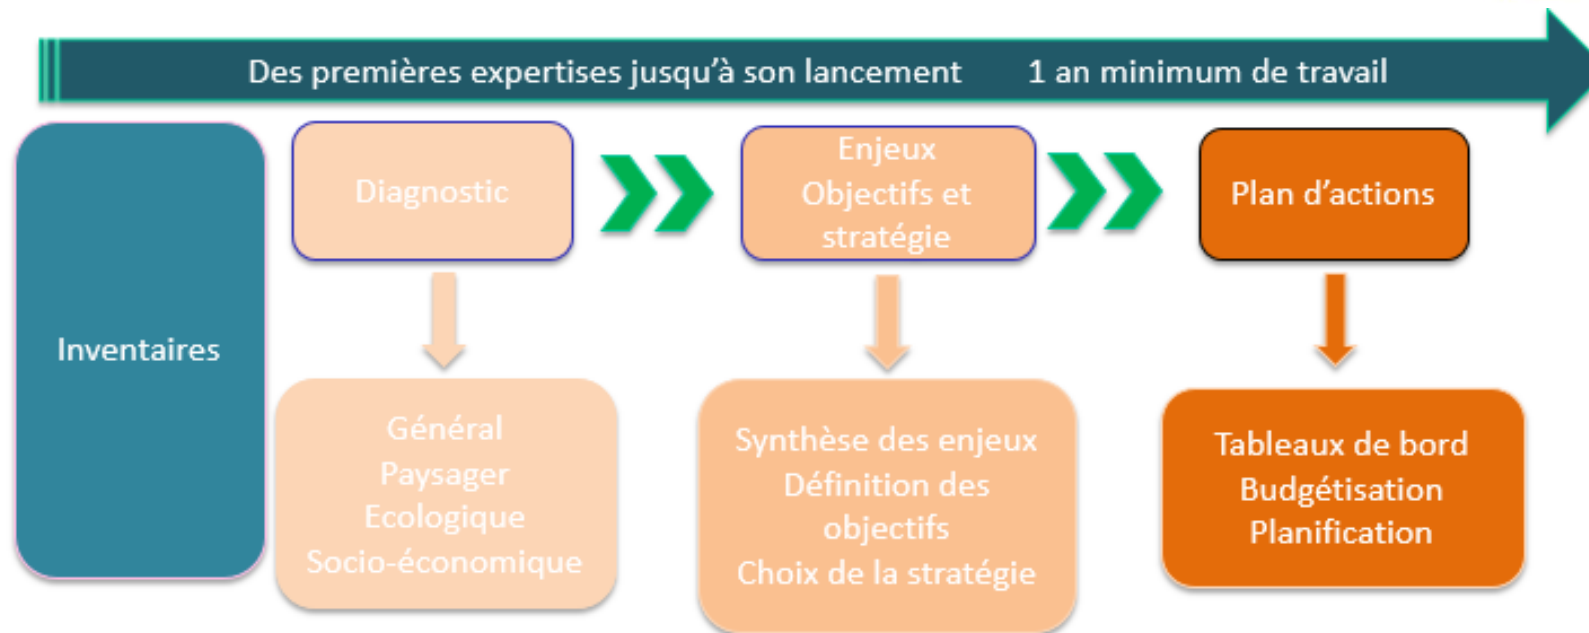 Des premières expertises jusqu'à son lancement 1 an minimum de travail
Inventaires
Diagnostic
Enjeux
Objectifs et
stratégie
Plan d'actions
Général
Paysager
Ecologique
Socio-économique
Synthèse des enjeux
Définition des
objectifs
Choix de la stratégie
Tableaux de bord
Budgétisation
Planification